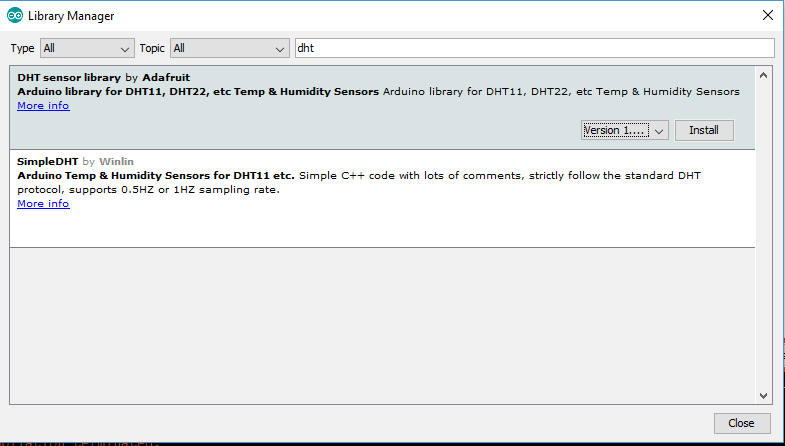 Library Manager
Type All Topic All dht
DHT sensor library by Adafruit
Arduino library for DHT11, DHT22, etc Temp & Humidity Sensors Arduino library for DHT11, DHT22, etc Temp & Humidity Sensors
More info
Version 1.... Install
SimpleDHT by Winlin
Arduino Temp & Humidity Sensors for DHT11 etc. Simple C++ code with lots of comments, strictly follow the standard DHT
protocol, supports 0.5HZ or 1HZ sampling rate.
More info
Close